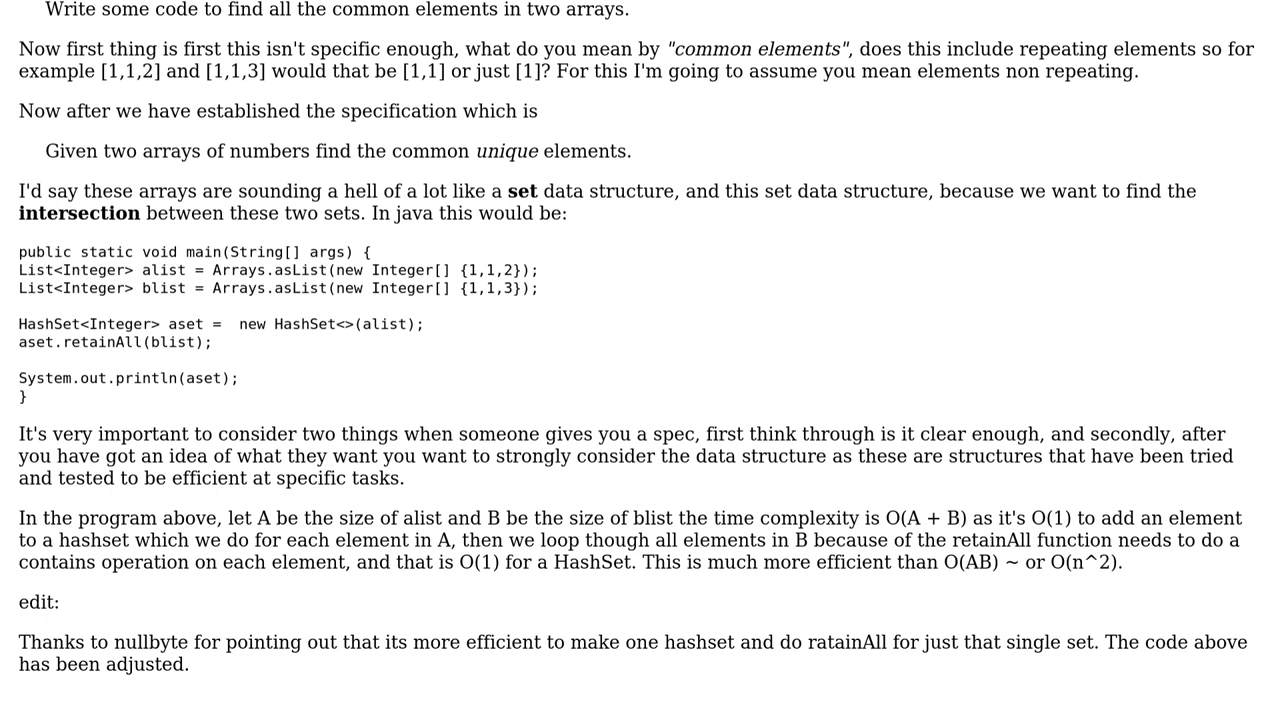 Write some code to find all the common elements in two arrays.
Now first thing is first this isn't specific enough, what do you mean by "common elements", does this include repeating elements so for
example [1,1,2] and [1,1,3] would that be [1,1] or just [1]? For this I'm going to assume you mean elements non repeating.
Now after we have established the specification which is
Given two arrays of numbers find the common unique elements.
I'd say these arrays are sounding a hell of a lot like a set data structure, and this set data structure, because we want to find the
intersection between these two sets. In java this would be:
public static void main(String[] args) {
List<Integer> alist = Arrays.asList(new Integer[] {1,1,2});
List<Integer> blist = Arrays.asList(new Integer[] {1,1,3});
HashSet<Integer> aset =  new HashSet<>(alist);
aset.retainAll(blist);
System.out.println(aset);
}
It's very important to consider two things when someone gives you a spec, first think through is it clear enough, and secondly, after
you have got an idea of what they want you want to strongly consider the data structure as these are structures that have been tried
and tested to be efficient at specific tasks.
In the program above, let A be the size of alist and B be the size of blist the time complexity is O(A + B) as it's O(1) to add an element
to a hashset which we do for each element in A, then we loop though all elements in B because of the retainAll function needs to do a
contains operation on each element, and that is O(1) for a HashSet. This is much more efficient than O(AB) ~ or O(n^2).
edit:
Thanks to nullbyte for pointing out that its more efficient to make one hashset and do ratainAll for just that single set. The code above
has been adjusted.